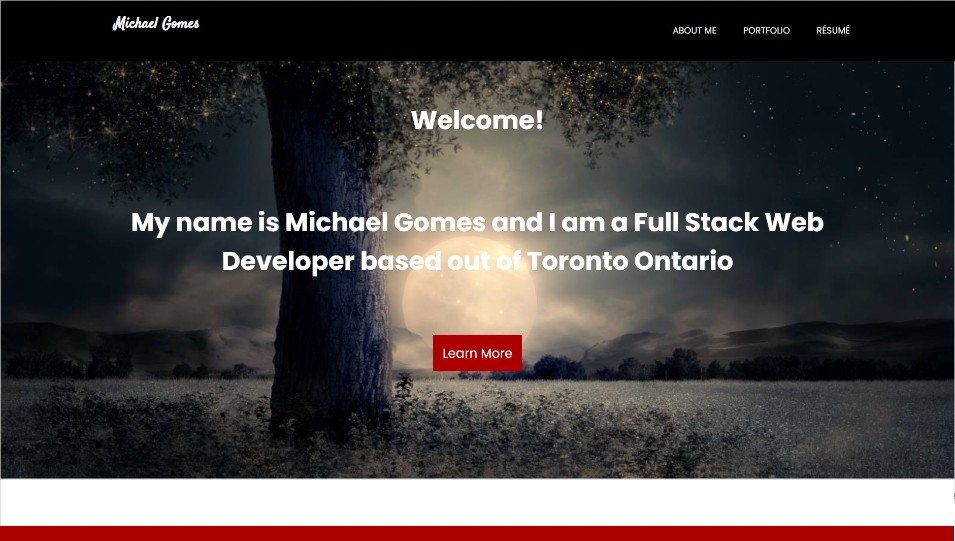 Michael Gomes
ABOUT ME PORTFOLIO RÉSUMÉ
Welcome!
My name is Michael Gomes and I am a Full Stack Web
Developer based out of Toronto Ontario
Learn More